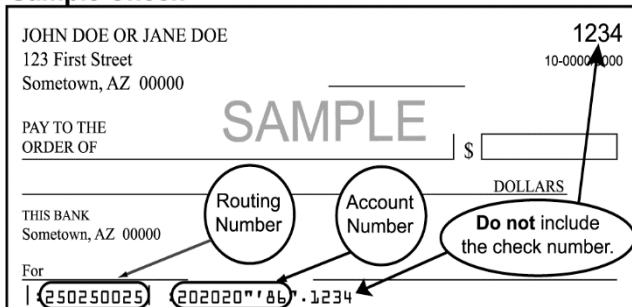 JOHN DOE OR JANE DOE
1234
123 First Street
Sometown, AZ 00000
SAMPLE
PAY TO THE
ORDER OF
$
DOLLARS
Routing
Number
Account
Number
Do not include
the check number.
THIS BANK
Sometown, AZ 00000
For
250250025
202020"'86".1234